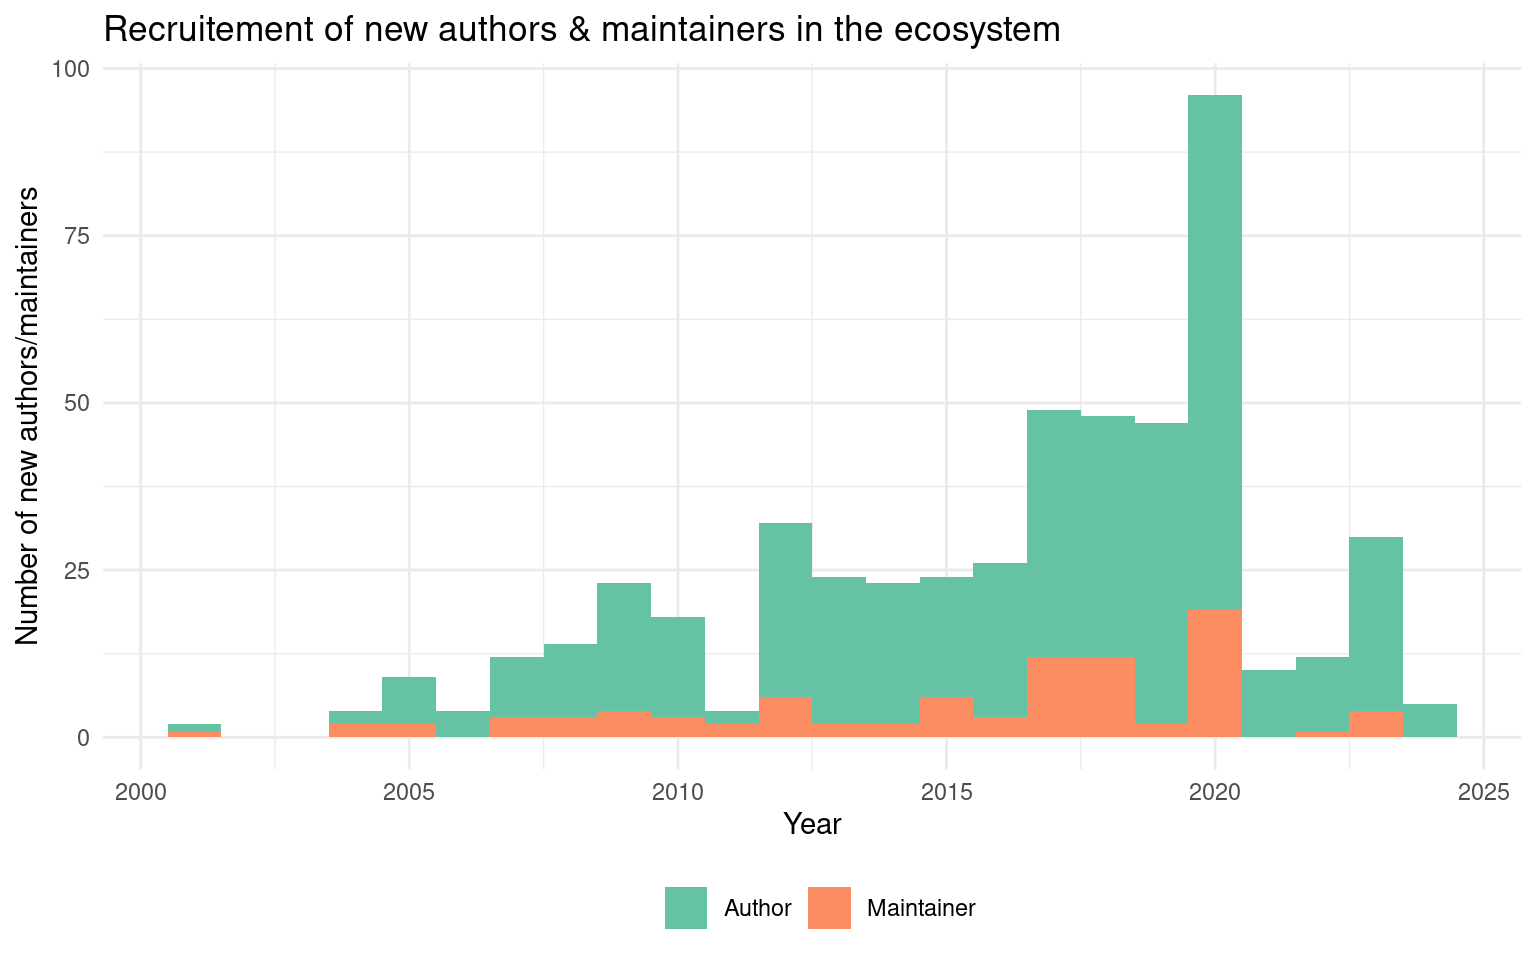 Recruitement of new authors & maintainers in the ecosystem
Number of new authors/maintainers
100
75
50
25
0
2000 2005 2010 2015 2020 2025
Year
Author Maintainer